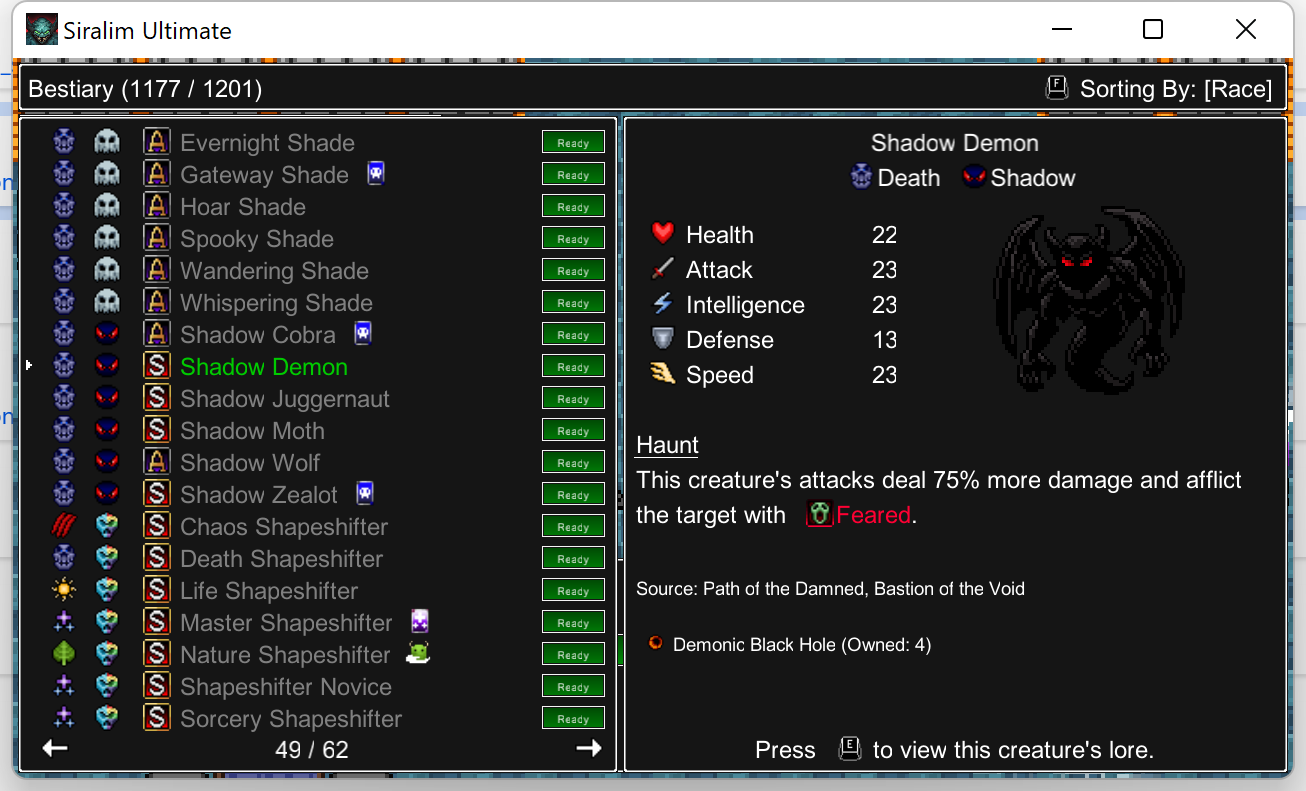 Siralim Ultimate
Bestiary (1177 / 1201)
F Sorting By: [Race]
A Evernight Shade Ready
A Gateway Shade Ready
A Hoar Shade Ready
A Spooky Shade Ready
A Wandering Shade Ready
A Whispering Shade Ready
A Shadow Cobra Ready
S Shadow Demon Ready
S Shadow Juggernaut Ready
S Shadow Moth Ready
A Shadow Wolf Ready
S Shadow Zealot Ready
S Chaos Shapeshifter Ready
S Death Shapeshifter Ready
S Life Shapeshifter Ready
S Master Shapeshifter Ready
S Nature Shapeshifter Ready
S Shapeshifter Novice Ready
S Sorcery Shapeshifter Ready
49 / 62
Shadow Demon
Death Shadow
Health 22
Attack 23
Intelligence 23
Defense 13
Speed 23
Haunt
This creature's attacks deal 75% more damage and afflict
the target with Feared.
Source: Path of the Damned, Bastion of the Void
Demonic Black Hole (Owned: 4)
Press E to view this creature's lore.